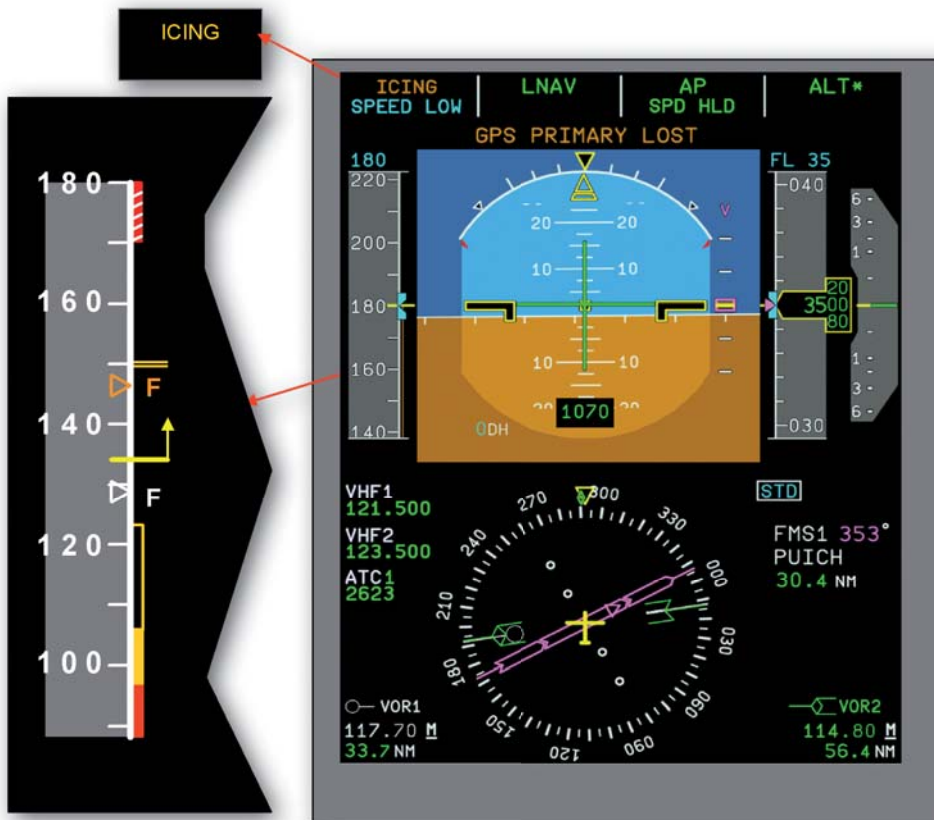 ICING
180
160
F
140
F
120
100
ICING LNAV AP ALT*
SPEED LOW SPD HLD
GPS PRIMARY LOST
180 FL 35
220
200
180
160
140
20 20
10 10
10 10
20 20
1070
0DH
V
040
20
3500
80
030
6
3
1
1
3
6
VHF1
121.500
VHF2
123.500
ATC1
2623
STD
FMS1 353°
PUICH
30.4 NM
270
300
330
000
030
060
090
120
150
180
210
240
VOR1
117.70 M
33.7 NM
VOR2
114.80 M
56.4 NM